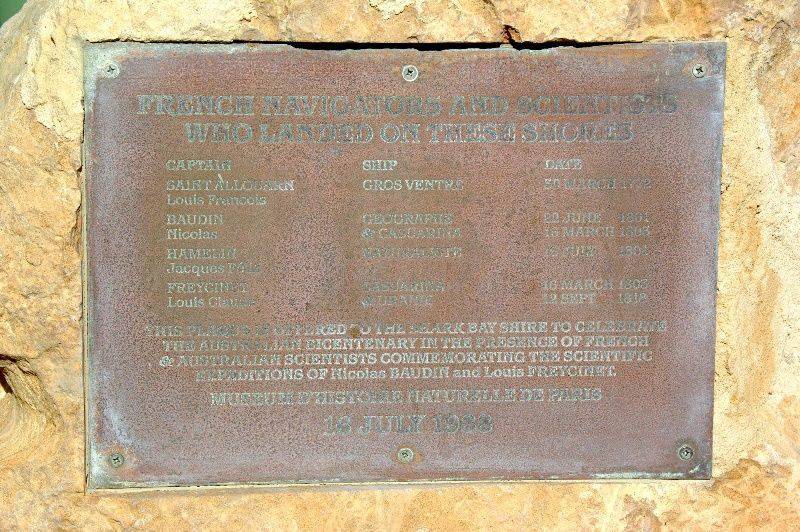 FRENCH NAVIGATORS AND SCIENTISTS
WHO LANDED ON THESE SHORES
CAPTAIN SHIP DATE
SAINT ALLOUARN GROS VENTRE 30 MARCH 1772
Louis Francois
BAUDIN GEOGRAPHE 22 JUNE 1801
Nicolas & CASUARINA 16 MARCH 1803
HAMELIN NATURALISTE JULY 1801
Jacques Félix
FREYCINET CASUARINA 16 MARCH 1803
Louis Claude & URANIE 12 SEPT 1818
THIS PLAQUE IS OFFERED TO THE SHARK BAY SHIRE TO CELEBRATE
THE AUSTRALIAN BICENTENARY IN THE PRESENCE OF FRENCH
& AUSTRALIAN SCIENTISTS COMMEMORATING THE SCIENTIFIC
EXPEDITIONS OF Nicolas BAUDIN and Louis FREYCINET.
MUSEUM D'HISTOIRE NATURELLE DE PARIS
16 JULY 1988